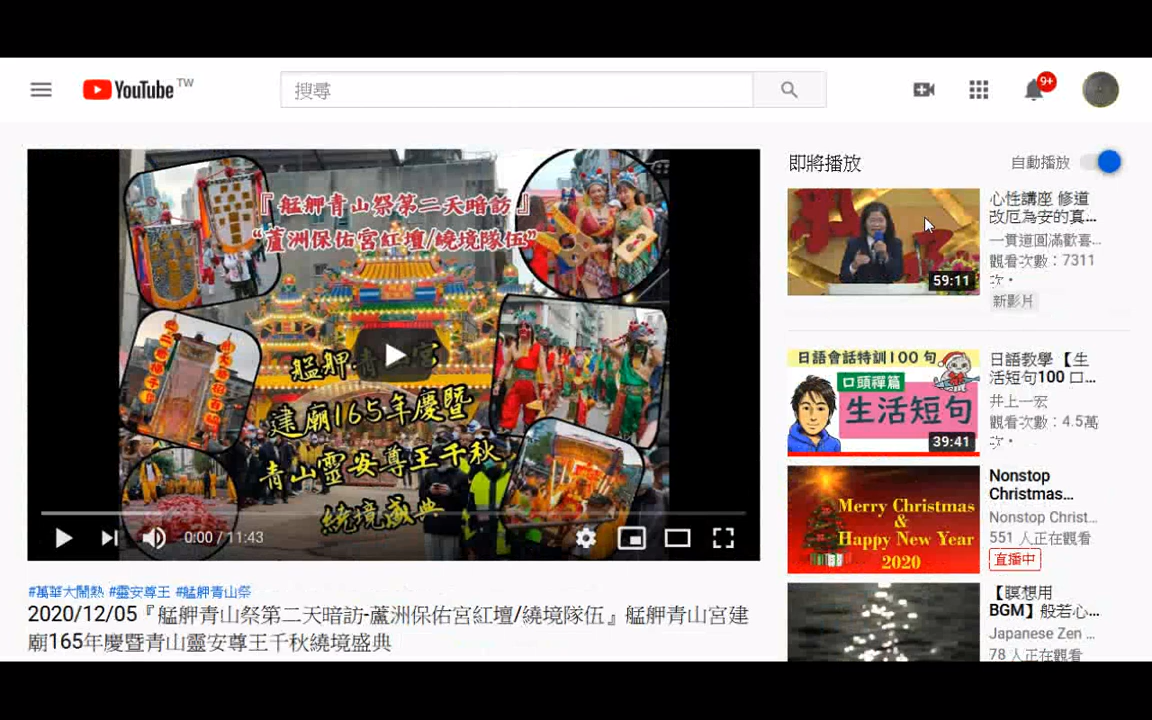 YouTube TW
搜尋
9+
『艋舺青山祭第二天暗訪』
“蘆洲保佑宮紅壇/繞境隊伍”
艋舺青山宮
建廟165年慶暨
青山靈安尊王千秋
繞境盛典
0:00 / 11:43
#萬華大鬧熱 #靈安尊王 #艋舺青山祭
2020/12/05『艋舺青山祭第二天暗訪-蘆洲保佑宮紅壇/繞境隊伍』艋舺青山宮建
廟165年慶暨青山靈安尊王千秋繞境盛典
即將播放
自動播放
59:11
心性講座 修道
改厄為安的真...
一貫道圓滿歡喜...
觀看次數：7311
次・
新影片
日語會話特訓100句
口頭禪篇
生活短句
39:41
日語教學【生
活短句100 口...
井上一宏
觀看次數：4.5萬
次・
Merry Christmas
&
Happy New Year
2020
Nonstop
Christmas...
Nonstop Christ...
551 人正在觀看
直播中
【瞑想用
BGM】般若心...
Japanese Zen ...
78 人正在觀看